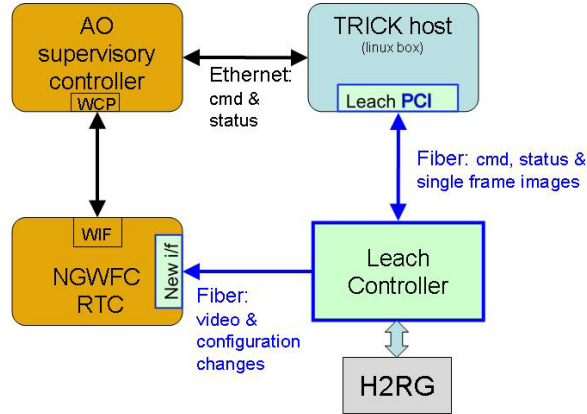 AO
supervisory
controller
WCP
Ethernet:
cmd &
status
TRICK host
(linux box)
Leach PCI
Fiber: cmd, status &
single frame images
WIF
NGWFC
RTC
New i/f
Fiber:
video &
configuration
changes
Leach
Controller
H2RG